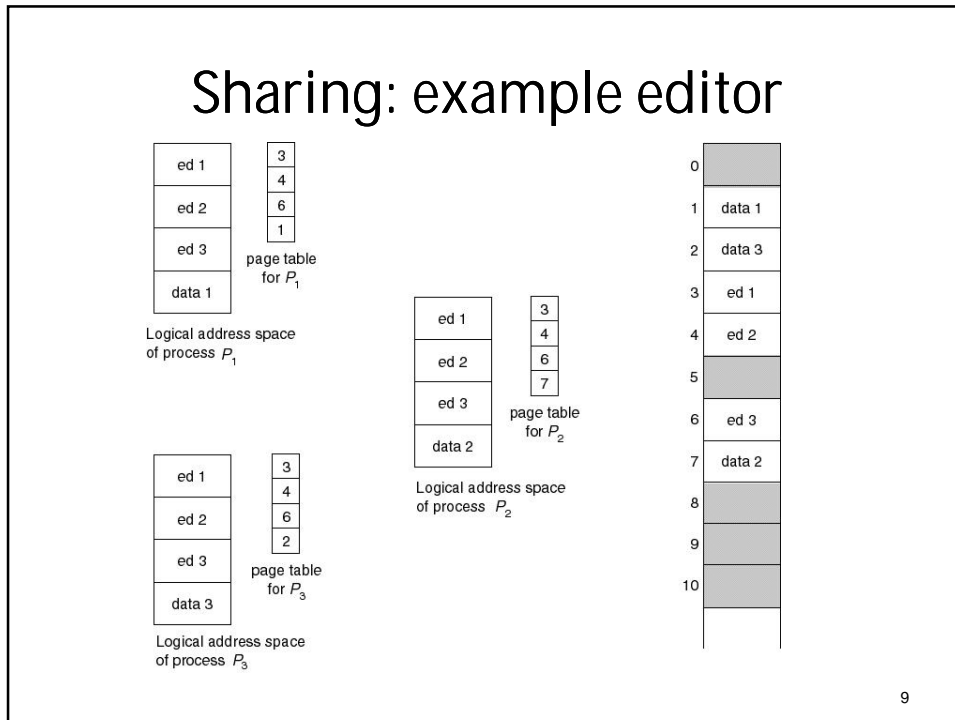 Sharing: example editor
ed 1
ed 2
ed 3
data 1
3
4
6
1
page table
for P1
Logical address space
of process P1
ed 1
ed 2
ed 3
data 2
3
4
6
7
page table
for P2
Logical address space
of process P2
ed 1
ed 2
ed 3
data 3
3
4
6
2
page table
for P3
Logical address space
of process P3
0
1 data 1
2 data 3
3 ed 1
4 ed 2
5
6 ed 3
7 data 2
8
9
10
9